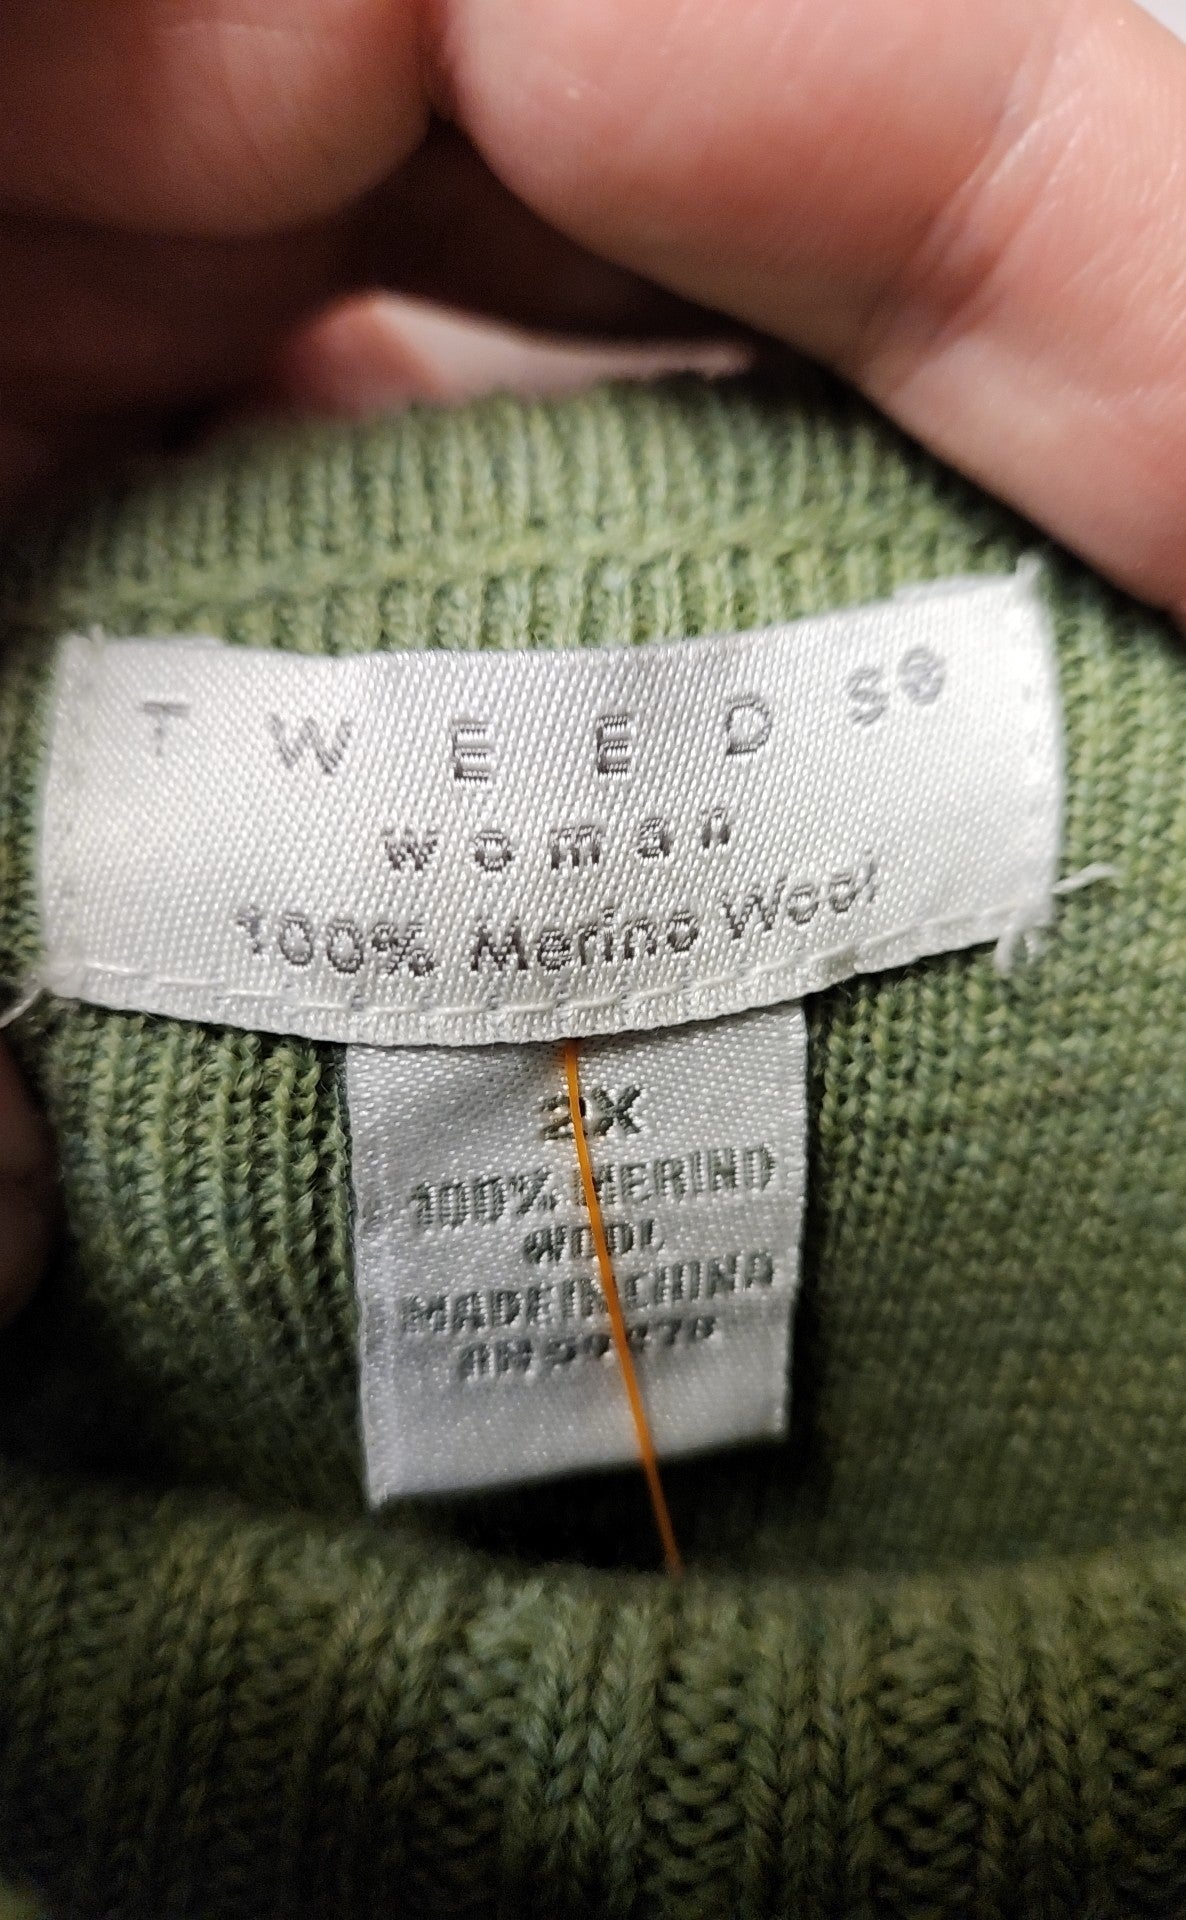 TWEEDS®
woman
100% Merino Wool
2X
100% MERINO
WOOL
MADE IN CHINA